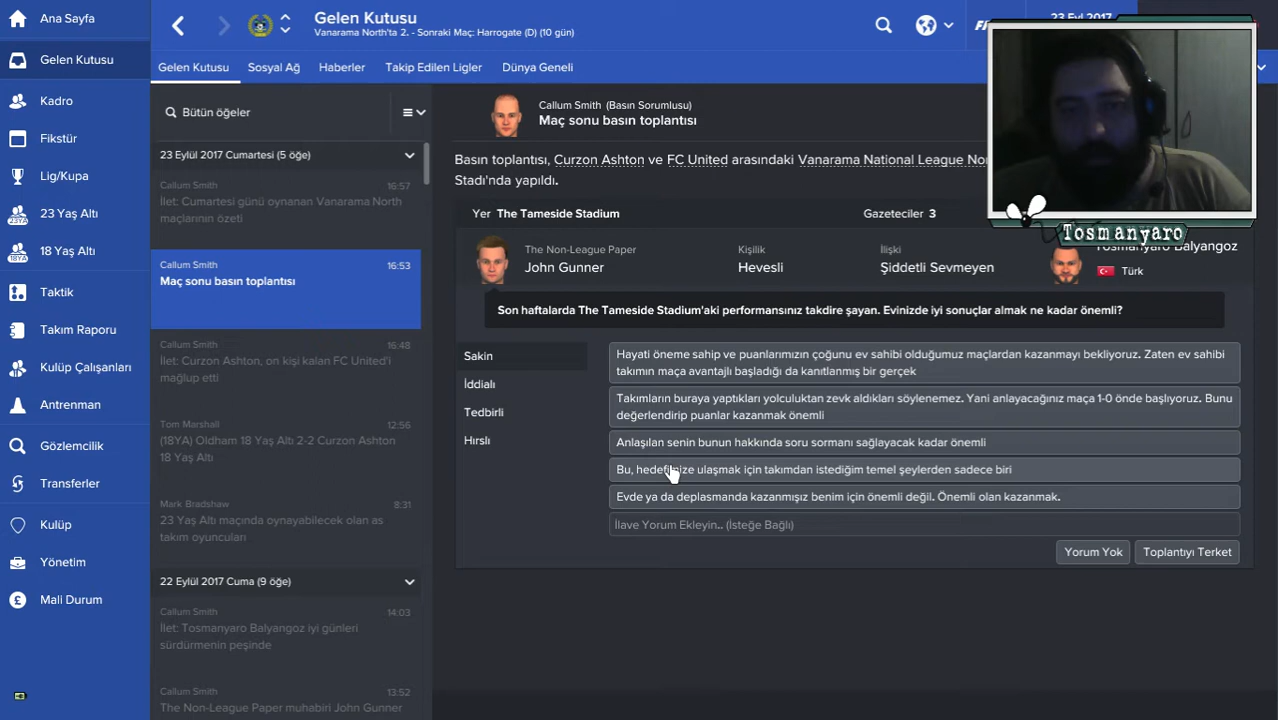 Ana Sayfa
Gelen Kutusu
Kadro
Fikstür
Lig/Kupa
23 Yaş Altı
18 Yaş Altı
Taktik
Takım Raporu
Kulüp Çalışanları
Antrenman
Gözlemcilik
Transferler
Kulüp
Yönetim
Mali Durum
Gelen Kutusu
Vanarama North'ta 2. - Sonraki Maç: Harrogate (D) (10 gün)
23 Eyl 2017
Gelen Kutusu
Sosyal Ağ
Haberler
Takip Edilen Ligler
Dünya Geneli
Bütün öğeler
23 Eylül 2017 Cumartesi (5 öğe)
Callum Smith 16:57
İlet: Cumartesi günü oynanan Vanarama North
maçlarının özeti
Callum Smith 16:53
Maç sonu basın toplantısı
Callum Smith 16:48
İlet: Curzon Ashton, on kişi kalan FC United'i
mağlup etti
Tom Marshall 12:56
(18YA) Oldham 18 Yaş Altı 2-2 Curzon Ashton
18 Yaş Altı
Mark Bradshaw 8:31
23 Yaş Altı maçında oynayabilecek olan as
takım oyuncuları
22 Eylül 2017 Cuma (9 öğe)
Callum Smith 14:03
İlet: Tosmanyaro Balyangoz iyi günleri
sürdürmenin peşinde
Callum Smith 13:52
The Non-League Paper muhabiri John Gunner
Callum Smith (Basın Sorumlusu)
Maç sonu basın toplantısı
Basın toplantısı, Curzon Ashton ve FC United arasındaki Vanarama National League No
Stadı'nda yapıldı.
Yer The Tameside Stadium
Gazeteciler 3
The Non-League Paper
John Gunner
Kişilik
Hevesli
İlişki
Şiddetli Sevmeyen
Tosmanyaro
Tosmanyaro Balyangoz
Türk
Son haftalarda The Tameside Stadium'aki performansınız takdire şayan. Evinizde iyi sonuçlar almak ne kadar önemli?
Sakin
İddialı
Tedbirli
Hırslı
Hayati öneme sahip ve puanlarımızın çoğunu ev sahibi olduğumuz maçlardan kazanmayı bekliyoruz. Zaten ev sahibi
takımın maça avantajlı başladığı da kanıtlanmış bir gerçek
Takımların buraya yaptıkları yolculuktan zevk aldıkları söylenemez. Yani anlayacağınız maça 1-0 önde başlıyoruz. Bunu
değerlendirip puanlar kazanmak önemli
Anlaşılan senin bunun hakkında soru sormanı sağlayacak kadar önemli
Bu, hedefimize ulaşmak için takımdan istediğim temel şeylerden sadece biri
Evde ya da deplasmanda kazanmışız benim için önemli değil. Önemli olan kazanmak.
İlave Yorum Ekleyin.. (İsteğe Bağlı)
Yorum Yok
Toplantıyı Terket